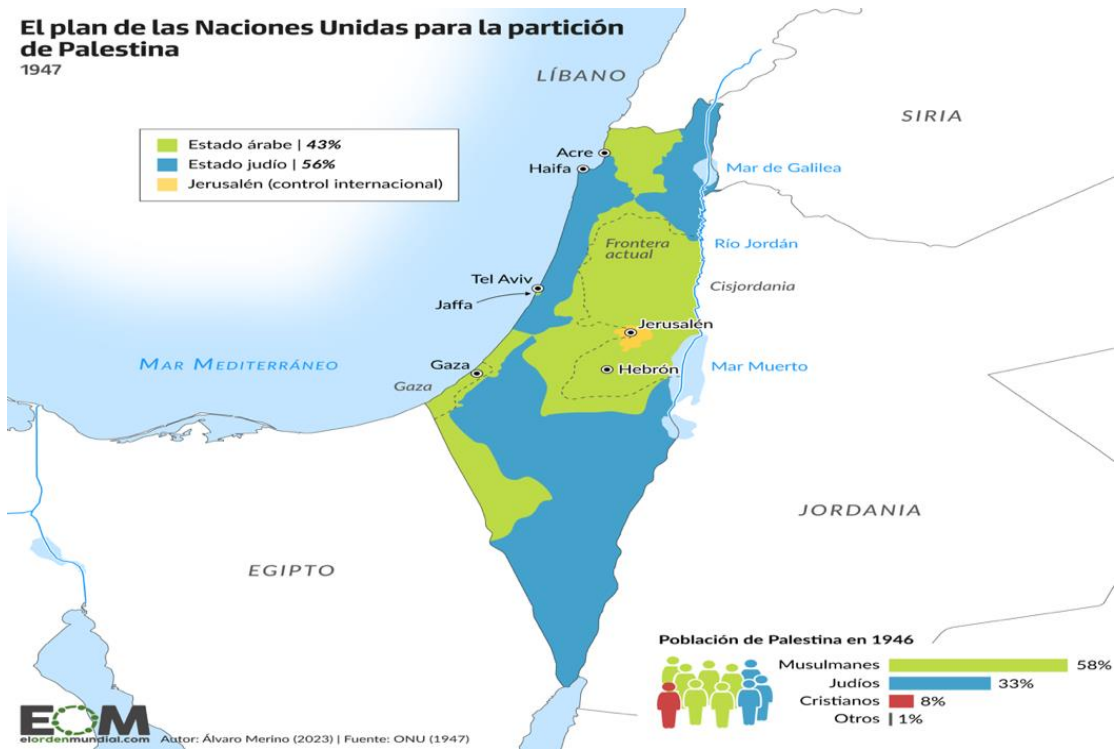 El plan de las Naciones Unidas para la partición
de Palestina
1947
LÍBANO
SIRIA
Estado árabe | 43%
Estado judío | 56%
Jerusalén (control internacional)
Acre
Haifa
Mar de Galilea
Frontera
actual
Río Jordán
Tel Aviv
Jaffa
Cisjordania
Jerusalén
MAR MEDITERRÁNEO
Gaza
Gaza
Hebrón
Mar Muerto
JORDANIA
EGIPTO
Población de Palestina en 1946
Musulmanes 58%
Judíos 33%
Cristianos 8%
Otros 1%
EOM
elordenmundial.com Autor: Álvaro Merino (2023) | Fuente: ONU (1947)